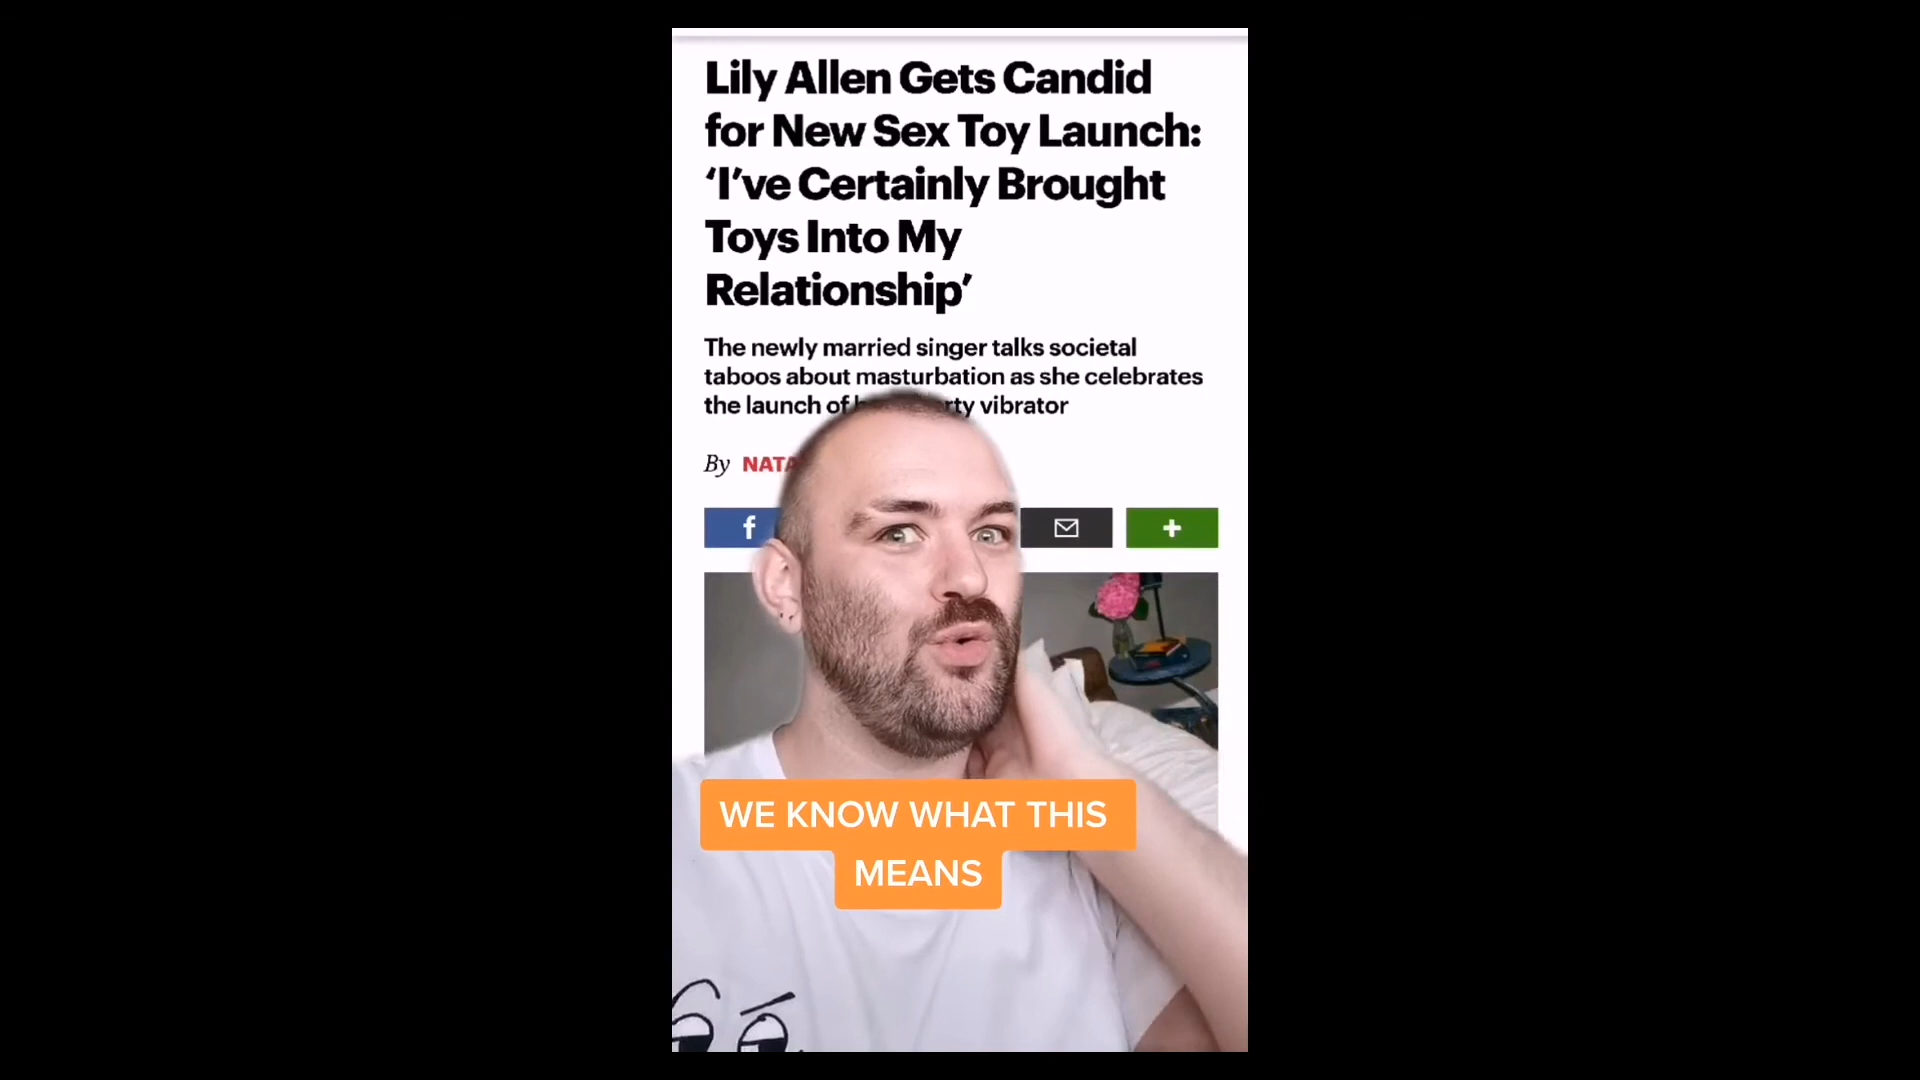 Lily Allen Gets Candid
for New Sex Toy Launch:
‘I’ve Certainly Brought
Toys Into My
Relationship’
The newly married singer talks societal
taboos about masturbation as she celebrates
the launch of vibrator
By
f
+
WE KNOW WHAT THIS
MEANS